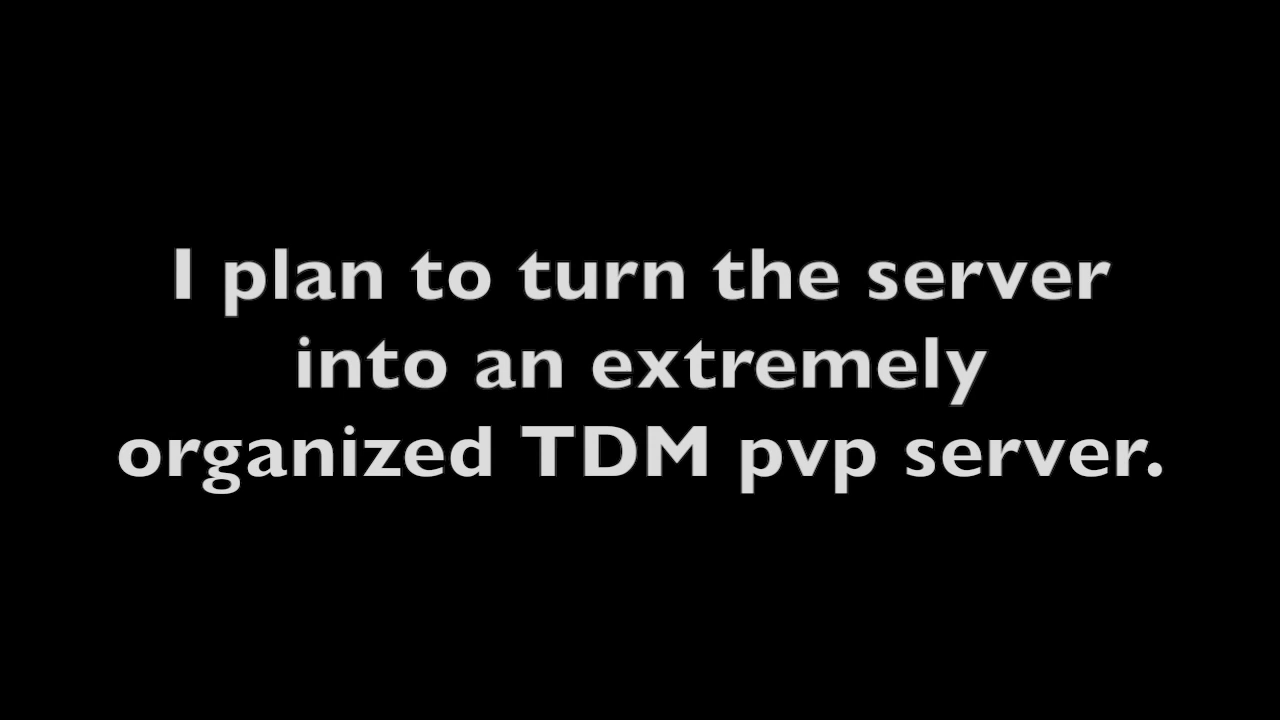 I plan to turn the server
into an extremely
organized TDM pvp server.